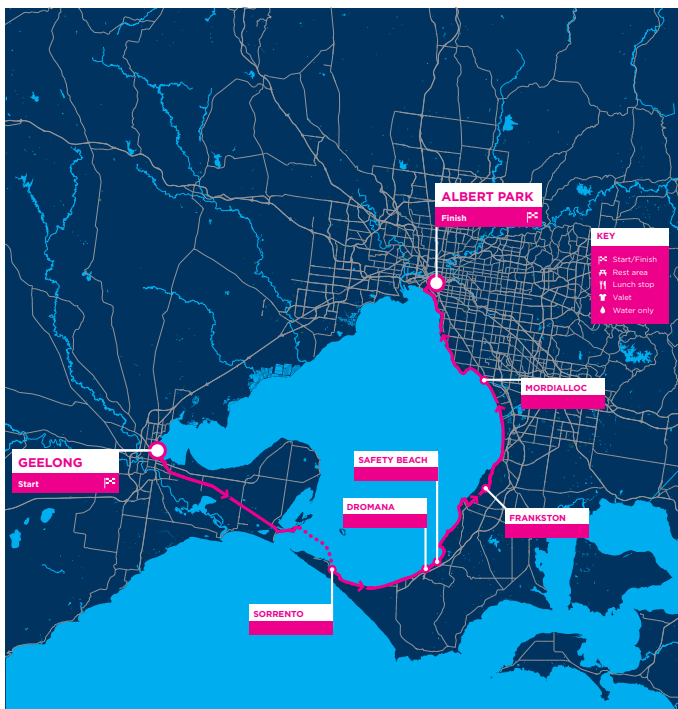 ALBERT PARK
Finish
KEY
Start/Finish
Rest area
Lunch stop
Valet
Water only
MORDIALLOC
GEELONG
Start
SAFETY BEACH
DROMANA
FRANKSTON
SORRENTO